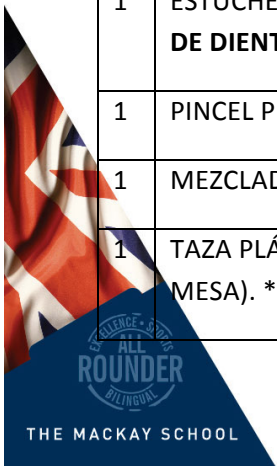 1 ESTUCHE
DE DIENT
1 PINCEL P
1 MEZCLAD
1 TAZA PLÁ
MESA). *
EXCELLENCE • SPORTS
ALL
ROUNDER
BILINGUAL
THE MACKAY SCHOOL